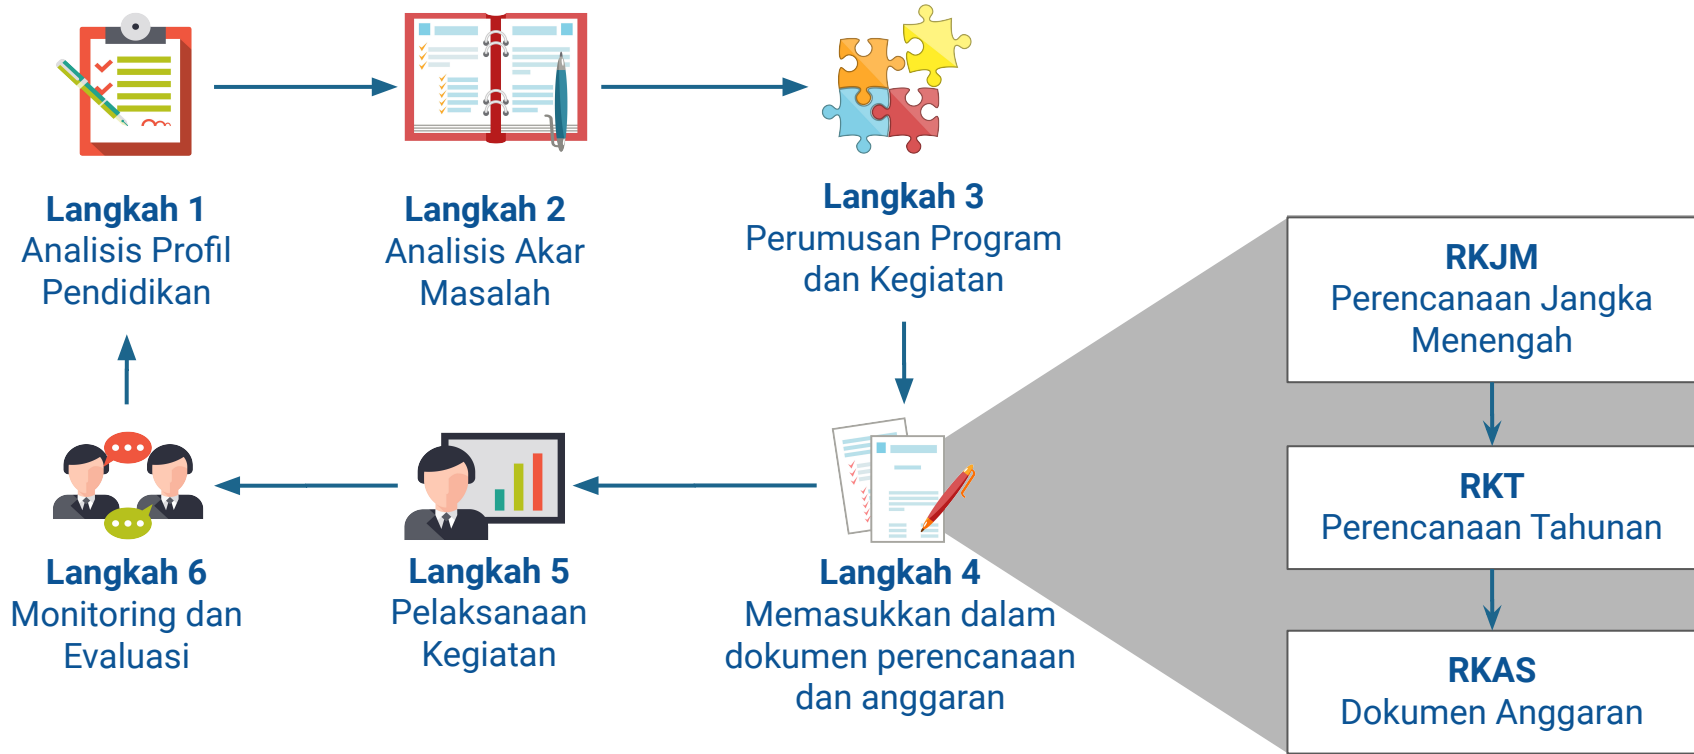 Langkah 1
Analisis Profil
Pendidikan
Langkah 2
Analisis Akar
Masalah
Langkah 3
Perumusan Program
dan Kegiatan
Langkah 4
Memasukkan dalam
dokumen perencanaan
dan anggaran
Langkah 5
Pelaksanaan
Kegiatan
Langkah 6
Monitoring dan
Evaluasi
RKJM
Perencanaan Jangka
Menengah
RKT
Perencanaan Tahunan
RKAS
Dokumen Anggaran